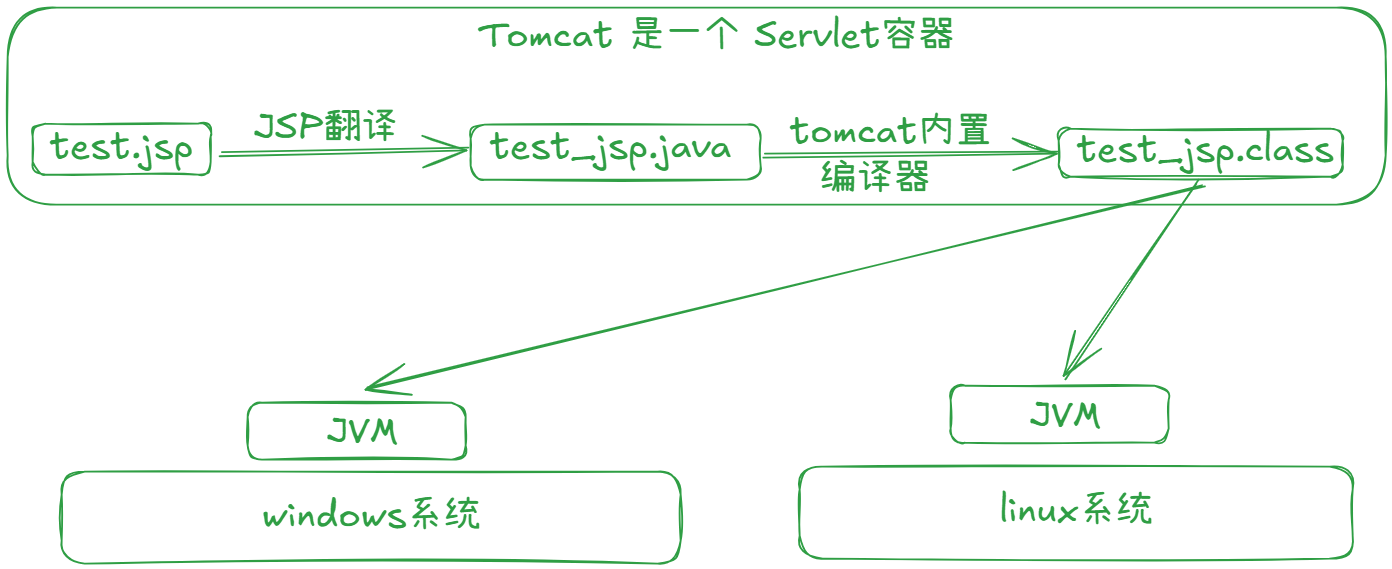 Tomcat 是一个 Servlet容器
test.jsp
JSP翻译
test_jsp.java
tomcat内置
编译器
test_jsp.class
JVM
JVM
windows系统
linux系统